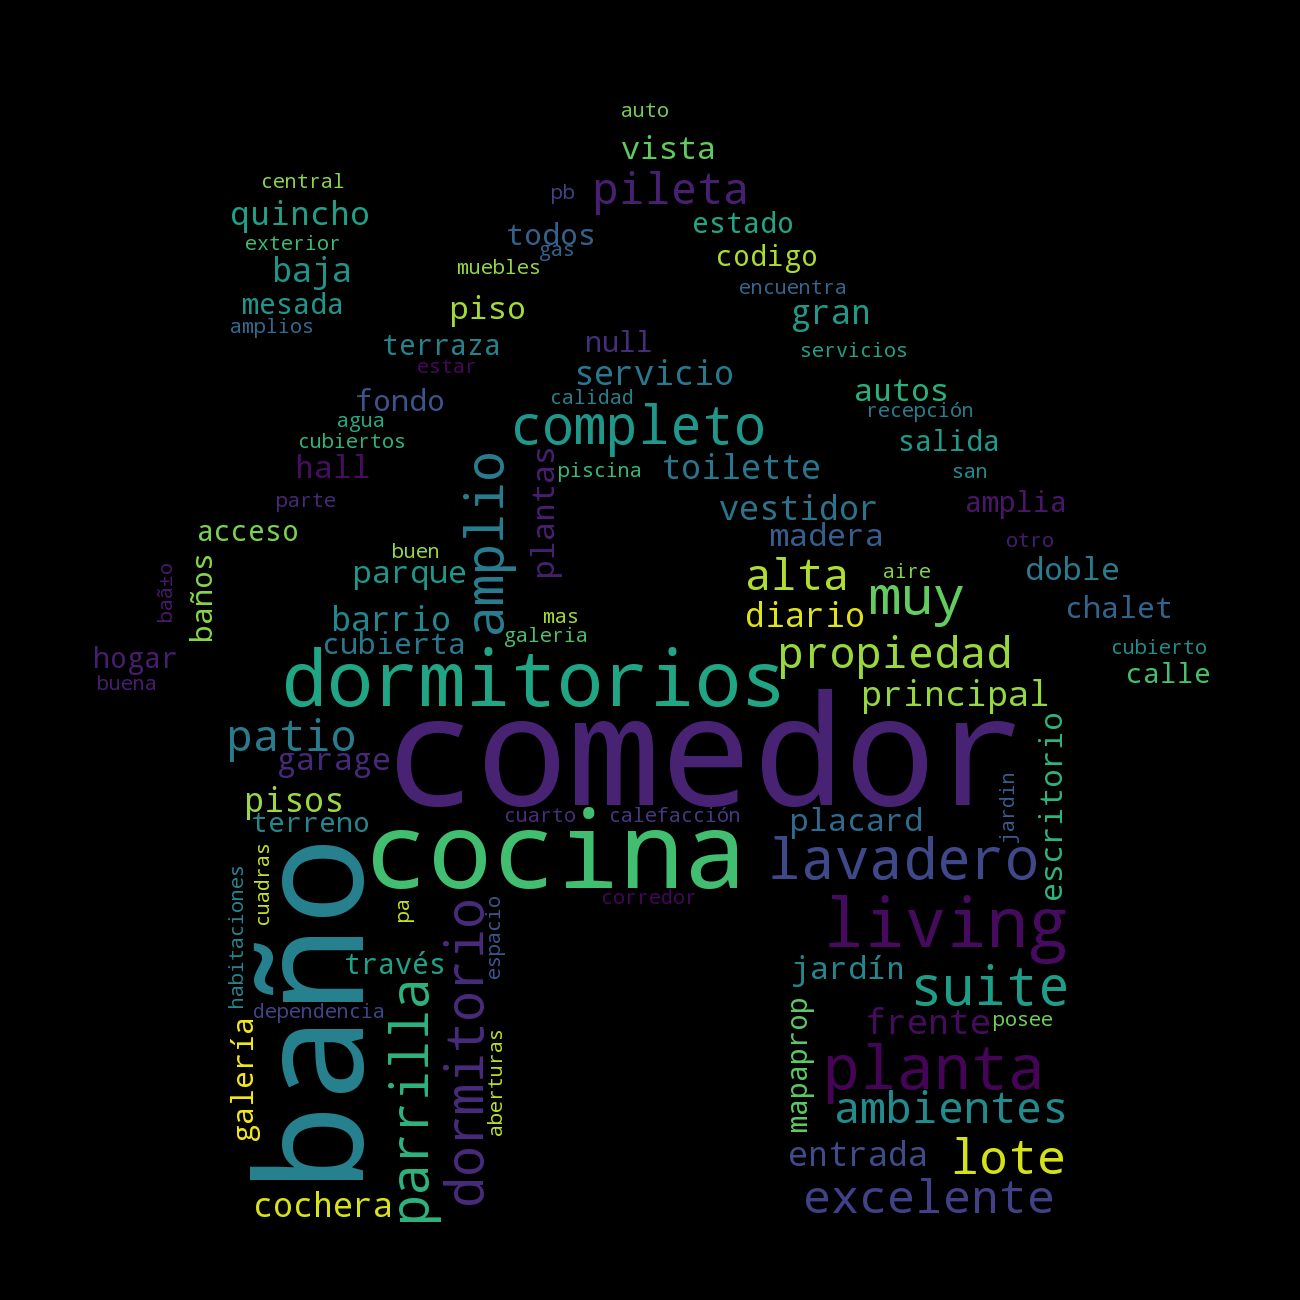 auto
vista
central
pb
pileta
quincho
estado
todos
exterior
gas
codigo
baja
muebles
encuentra
mesada
piso
gran
amplios
terraza
null
servicios
estar
servicio
autos
fondo
calidad
recepción
agua
completo
cubiertos
salida
hall
amplio
plantas
piscina
toilette
san
parte
vestidor
amplia
acceso
madera
otro
buen
parque
alta
aire
doble
baã±o
baños
muy
barrio
mas
diario
chalet
cubierta
galeria
propiedad
cubierto
hogar
buena
dormitorios
principal
calle
patio
comedor
escritorio
garage
pisos
terreno
cuarto
calefacción
placard
jardin
cocina
lavadero
cuadras
baño
habitaciones
corredor
pa
dormitorio
espacio
living
través
jardín
suite
dependencia
parrilla
mapaprop
frente
posee
galería
aberturas
planta
ambientes
entrada
lote
cochera
excelente